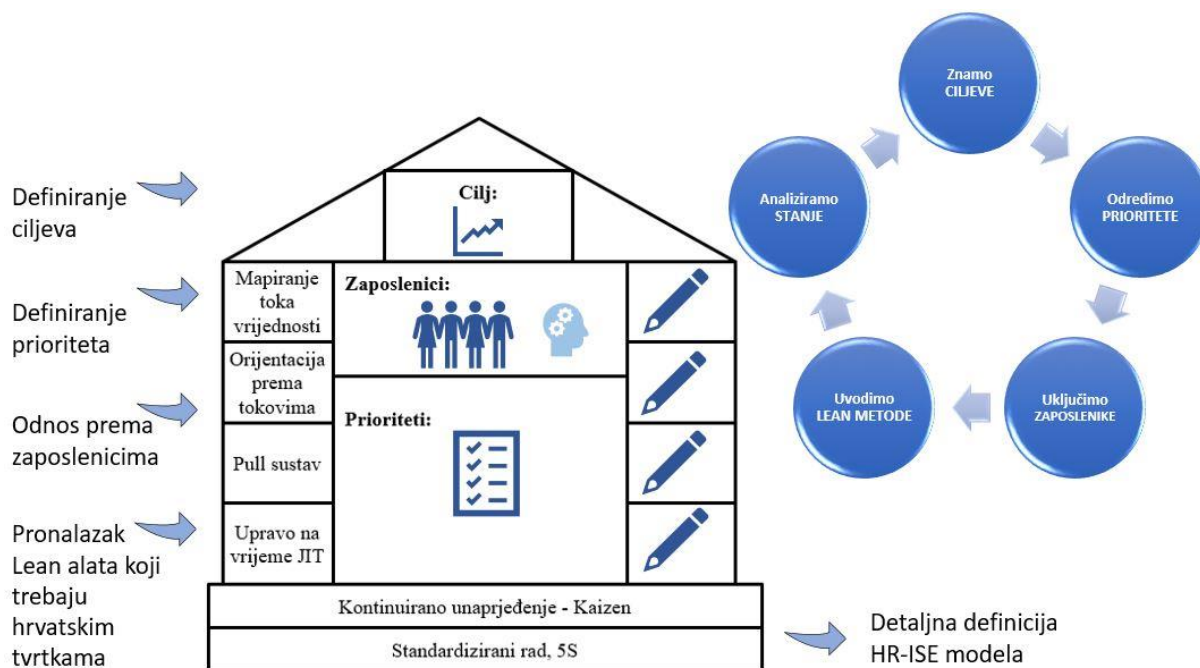 Definiranje
ciljeva
Definiranje
prioriteta
Odnos prema
zaposlenicima
Pronalazak
Lean alata koji
trebaju
hrvatskim
tvrtkama
Cilj:
Mapiranje
toka
vrijednosti
Orijentacija
prema
tokovima
Pull sustav
Upravo na
vrijeme JIT
Zaposlenici:
Prioriteti:
Kontinuirano unaprjeđenje - Kaizen
Standardizirani rad, 5S
Detaljna definicija
HR-ISE modela
Znamo
CILJEVE
Odredimo
PRIORITETE
Uključimo
ZAPOSLENIKE
Uvodimo
LEAN METODE
Analiziramo
STANJE